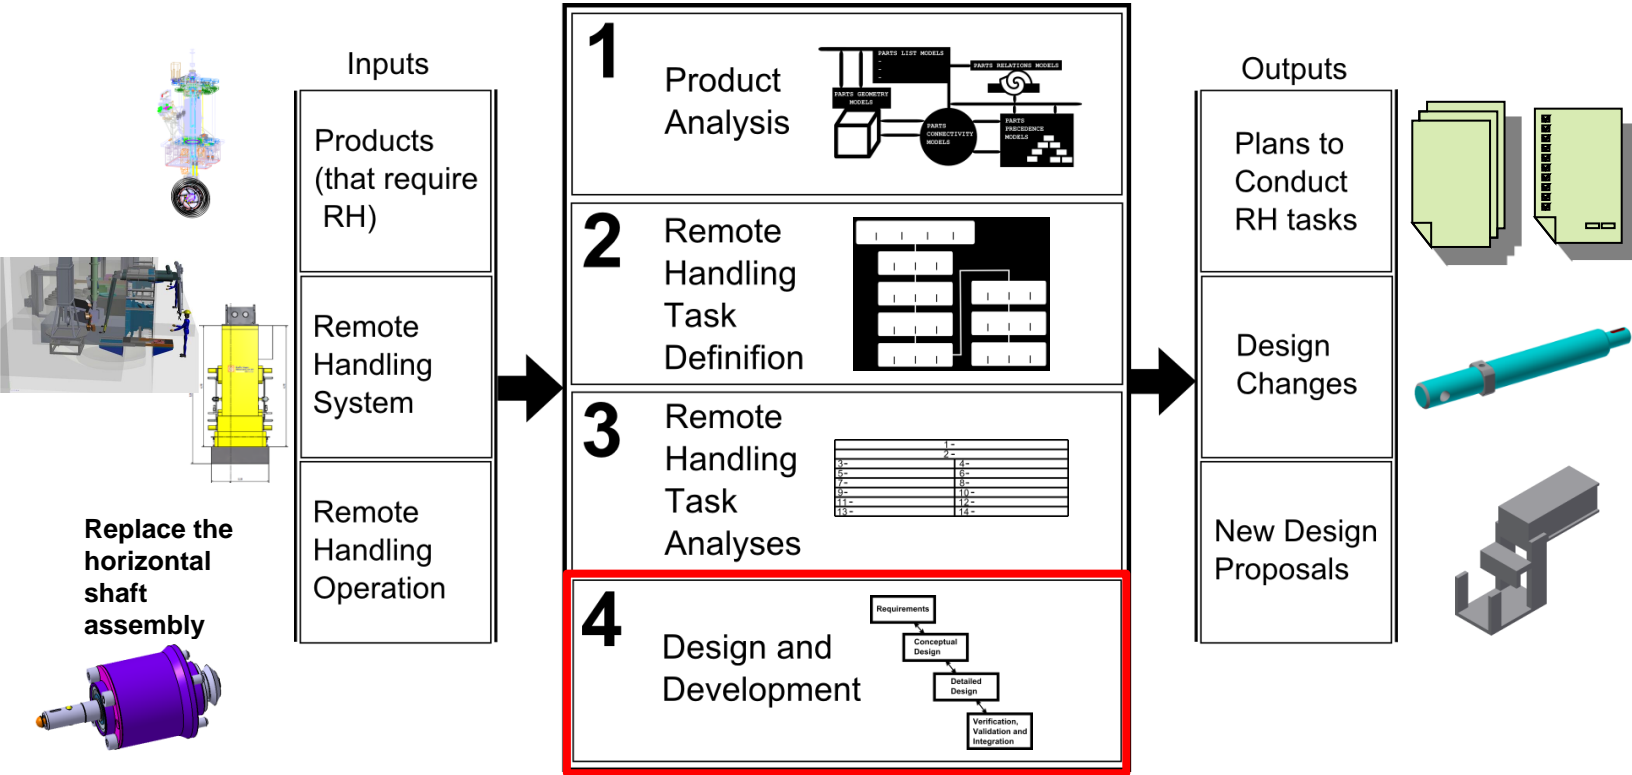 Inputs
Products
(that require
RH)
Remote
Handling
System
Remote
Handling
Operation
Replace the
horizontal
shaft
assembly
1
Product
Analysis
PARTS LIST MODELS
PARTS RELATIONS MODELS
PARTS GEOMETRY
MODELS
PARTS
CONNECTIVITY
MODELS
PARTS
PRECEDENCE
MODELS
2
Remote
Handling
Task
Definifion
3
Remote
Handling
Task
Analyses
1-
2-
3- 4-
5- 6-
7- 8-
9- 10-
11- 12-
13- 14-
4
Design and
Development
Requirements
Conceptual
Design
Detailed
Design
Verification,
Validation and
Integration
Outputs
Plans to
Conduct
RH tasks
Design
Changes
New Design
Proposals